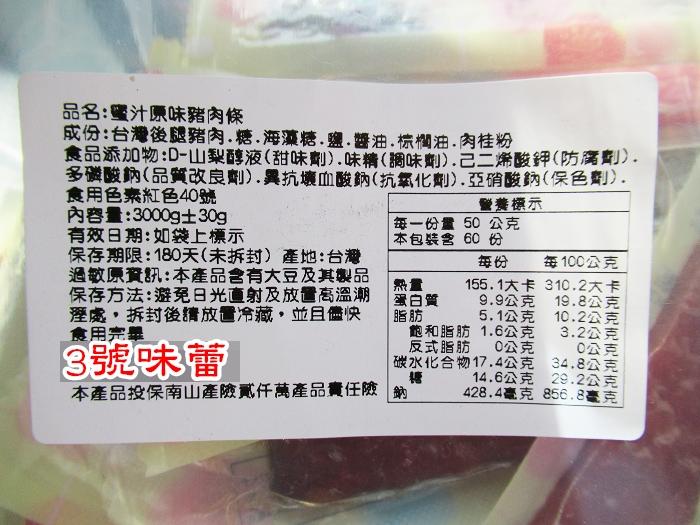 品名:蜜汁原味豬肉條
成份:台灣後腿豬肉.糖.海藻糖.鹽.醬油.棕櫚油.肉桂粉
食品添加物:D-山梨醇液(甜味劑).味精(調味劑).己二烯酸鉀(防腐劑).
多磷酸鈉(品質改良劑).異抗壞血酸鈉(抗氧化劑).亞硝酸鈉(保色劑).
食用色素紅色40號
內容量:3000g±30g
有效日期:如袋上標示
保存期限:180天(未拆封) 產地:台灣
過敏原資訊:本產品含有大豆及其製品
保存方法:避免日光直射及放置高溫潮
溼處，拆封後請放置冷藏，並且儘快
食用完畢
3號味蕾
本產品投保南山產險貳仟萬產品責任險
營養標示
每一份量 50 公克
本包裝含 60 份
每份 每100公克
熱量 155.1大卡 310.2大卡
蛋白質 9.9公克 19.8公克
脂肪 5.1公克 10.2公克
飽和脂肪 1.6公克 3.2公克
反式脂肪 0公克 0公克
碳水化合物 17.4公克 34.8公克
糖 14.6公克 29.2公克
鈉 428.4毫克 856.8毫克